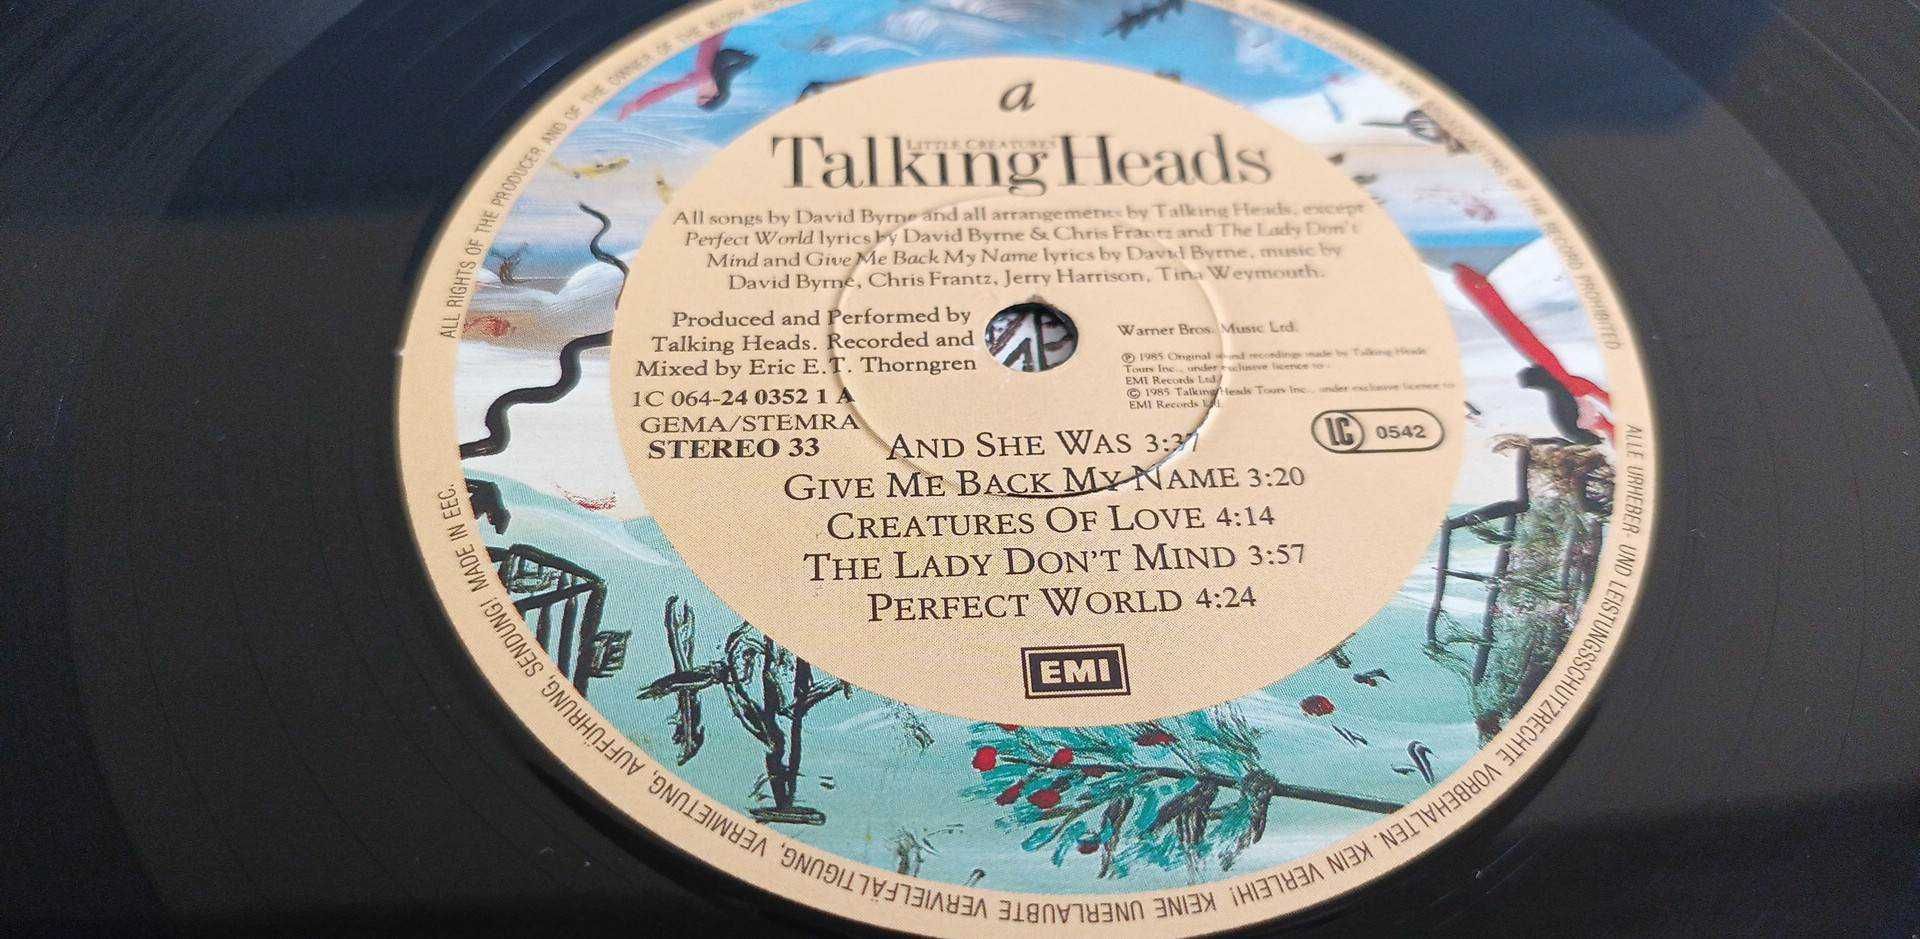 a
LITTLE CREATURES
Talking Heads
All songs by David Byrne and all arrangements by Talking Heads, except
Perfect World lyrics by David Byrne & Chris Frantz and The Lady Don't
Mind and Give Me Back My Name lyrics by David Byrne, music by
David Byrne, Chris Frantz, Jerry Harrison, Tina Weymouth.
Produced and Performed by
Talking Heads. Recorded and
Mixed by Eric E.T. Thorngren
1C 064-24 0352 1 A
GEMA/STEMRA
STEREO 33
Warner Bros. Music Ltd.
℗ 1985 Original sound recordings made by Talking Heads
Tours Inc., under exclusive licence to
EMI Records Ltd.
© 1985 Talking Heads Tours Inc., under exclusive licence to
EMI Records Ltd.
LC 0542
AND SHE WAS 3:37
GIVE ME BACK MY NAME 3:20
CREATURES OF LOVE 4:14
THE LADY DON'T MIND 3:57
PERFECT WORLD 4:24
EMI
ALL RIGHTS OF THE PRODUCER AND OF THE OWNER OF THE WORK
BROADCASTING OF THE RECORD PROHIBITED
ALLE URHEBER- UND LEISTUNGSSCHUTZRECHTE VORBEHALTEN. KEIN VERLEIH! KEINE UNERLAUBTE VERVIELFÄLTIGUNG, VERMIETUNG, AUFFÜHRUNG, SENDUNG! MADE IN EEC.